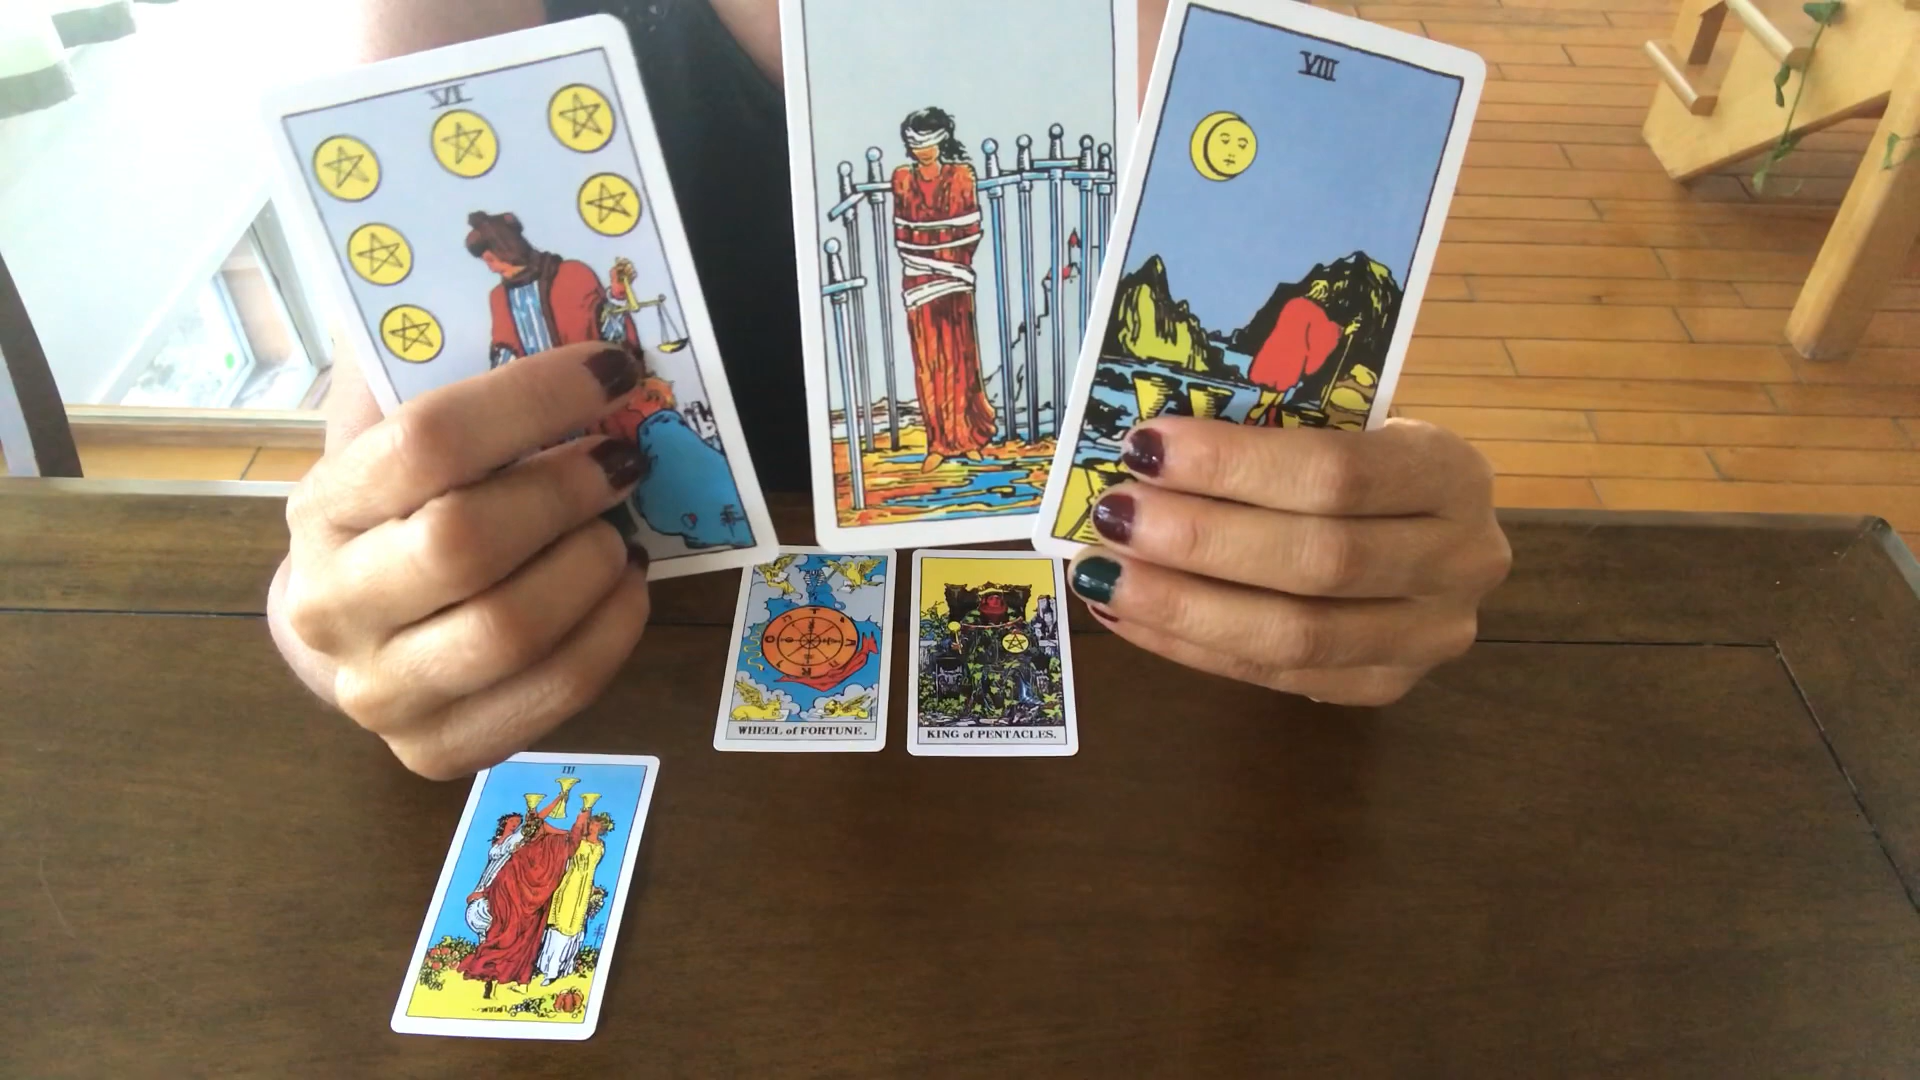 VI
VIII
WHEEL of FORTUNE.
KING of PENTACLES.
III